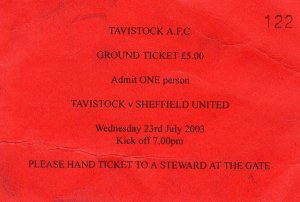 122
TAVISTOCK A.F.C.
GROUND TICKET £5.00
Admit ONE person
TAVISTOCK v SHEFFIELD UNITED
Wednesday 23rd July 2003
Kick off 7.00pm
PLEASE HAND TICKET TO A STEWARD AT THE GATE